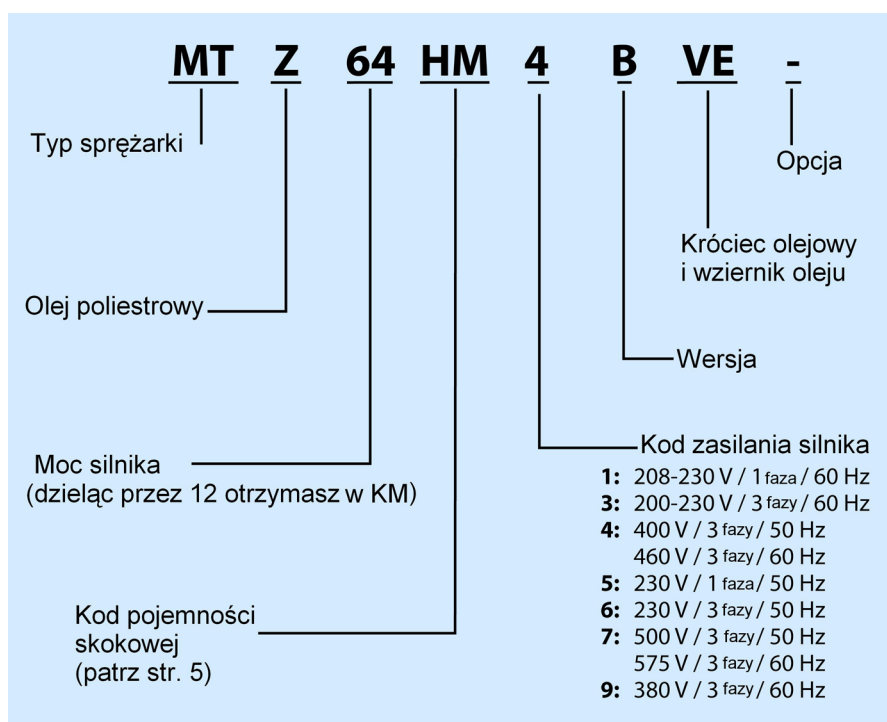 MT Z 64 HM 4 B VE -
Typ sprężarki
Opcja
Króciec olejowy
i wziernik oleju
Olej poliestrowy
Wersja
Kod zasilania silnika
Moc silnika
(dzieląc przez 12 otrzymasz w KM)
1: 208-230 V / 1 faza / 60 Hz
3: 200-230 V / 3 fazy / 60 Hz
4: 400 V / 3 fazy / 50 Hz
460 V / 3 fazy / 60 Hz
5: 230 V / 1 faza / 50 Hz
6: 230 V / 3 fazy / 50 Hz
7: 500 V / 3 fazy / 50 Hz
575 V / 3 fazy / 60 Hz
9: 380 V / 3 fazy / 60 Hz
Kod pojemności
skokowej
(patrz str. 5)